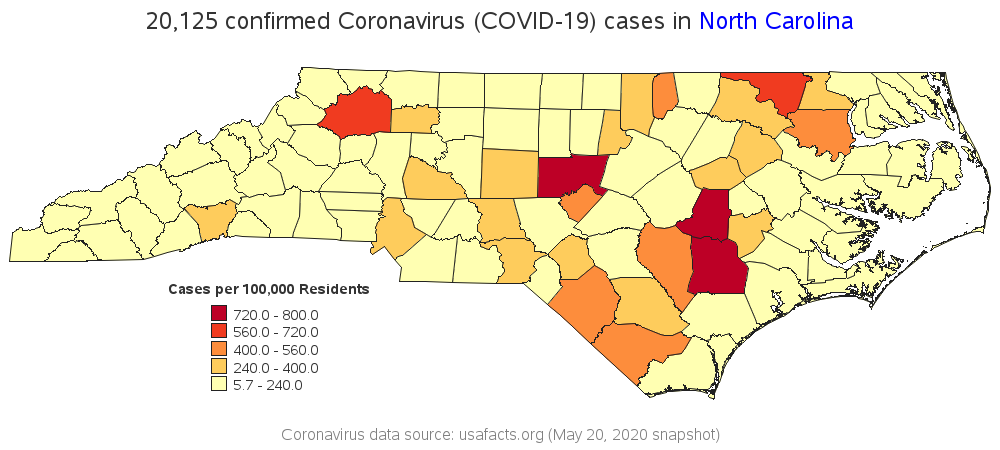 20,125 confirmed Coronavirus (COVID-19) cases in North Carolina
Cases per 100,000 Residents
720.0 - 800.0
560.0 - 720.0
400.0 - 560.0
240.0 - 400.0
5.7 - 240.0
Coronavirus data source: usafacts.org (May 20, 2020 snapshot)